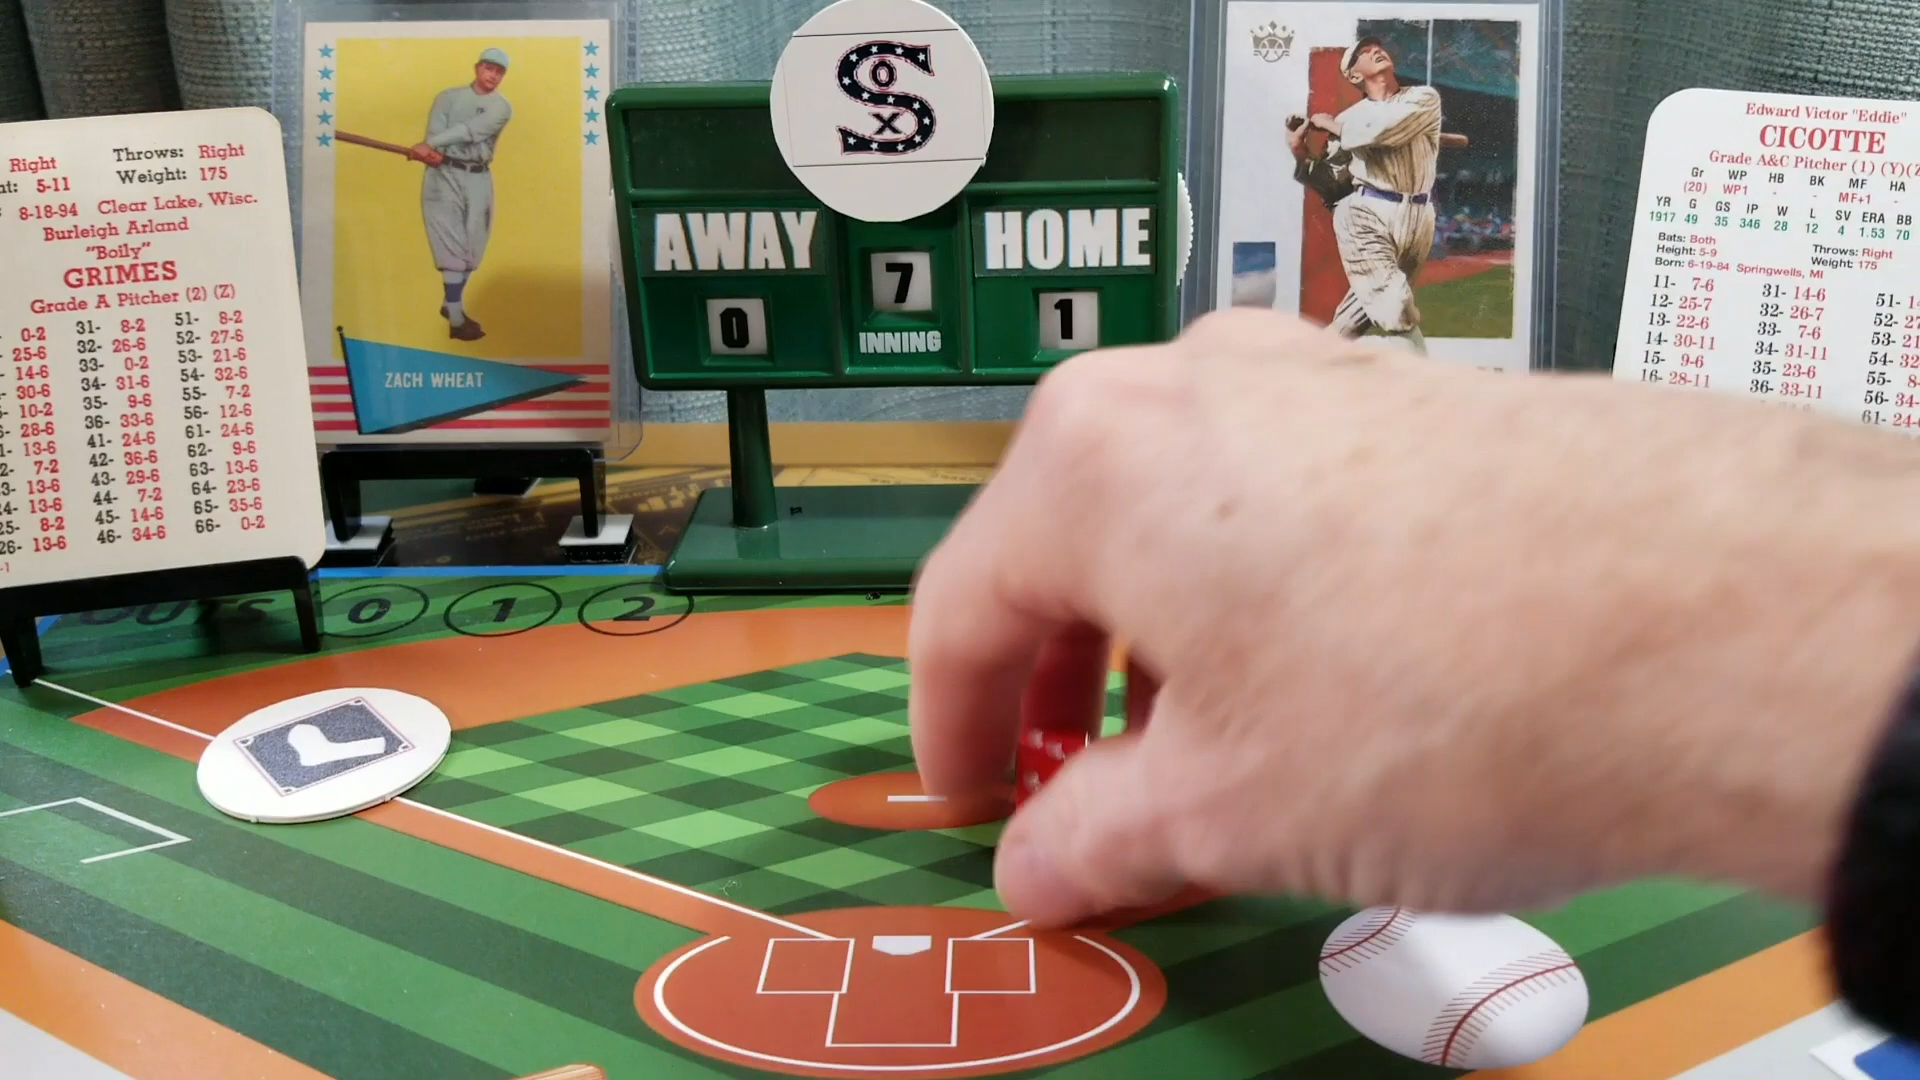 Right Throws: Right
5-11 Weight: 175
8-18-94 Clear Lake, Wisc.
Burleigh Arland
"Boily"
GRIMES
Grade A Pitcher (2) (Z)
0-2 31- 8-2 51- 8-2
25-6 32- 26-6 52- 27-6
14-6 33- 0-2 53- 21-6
30-6 34- 31-6 54- 32-6
10-2 35- 9-6 55- 7-2
28-6 36- 33-6 56- 12-6
13-6 41- 24-6 61- 24-6
7-2 42- 36-6 62- 9-6
13-6 43- 29-6 63- 13-6
13-6 44- 7-2 64- 23-6
8-2 45- 14-6 65- 35-6
26- 13-6 46- 34-6 66- 0-2
ZACH WHEAT
SOX
AWAY HOME
0 7 1
INNING
Edward Victor "Eddie"
CICOTTE
Grade A&C Pitcher (1) (Y)
Gr WP HB BK MF HA
(20) WP1 - - MF+1 -
YR G GS IP W L SV ERA BB
1917 49 35 346 28 12 4 1.53 70
Bats: Both Throws: Right
Height: 5-9 Weight: 175
Born: 6-19-84 Springwells, MI
11- 7-6 31- 14-6 51-
12- 25-7 32- 26-7 52-
13- 22-6 33- 7-6 53-
14- 30-11 34- 31-11 54-
15- 9-6 35- 23-6 55-
16- 28-11 36- 33-11 56-
61-
OUTS 0 1 2